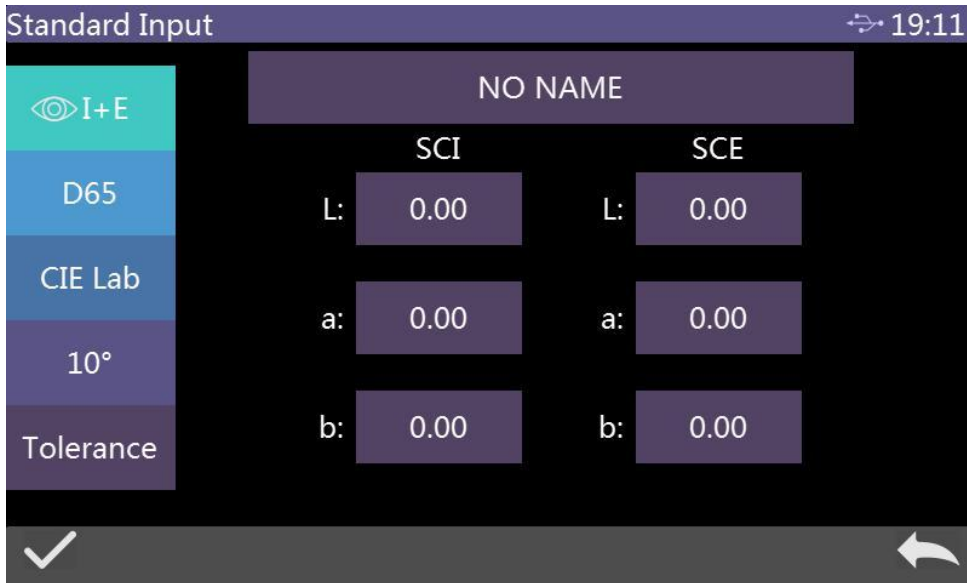 Standard Input 19:11
I+E
D65
CIE Lab
10°
Tolerance
NO NAME
SCI SCE
L: 0.00 L: 0.00
a: 0.00 a: 0.00
b: 0.00 b: 0.00